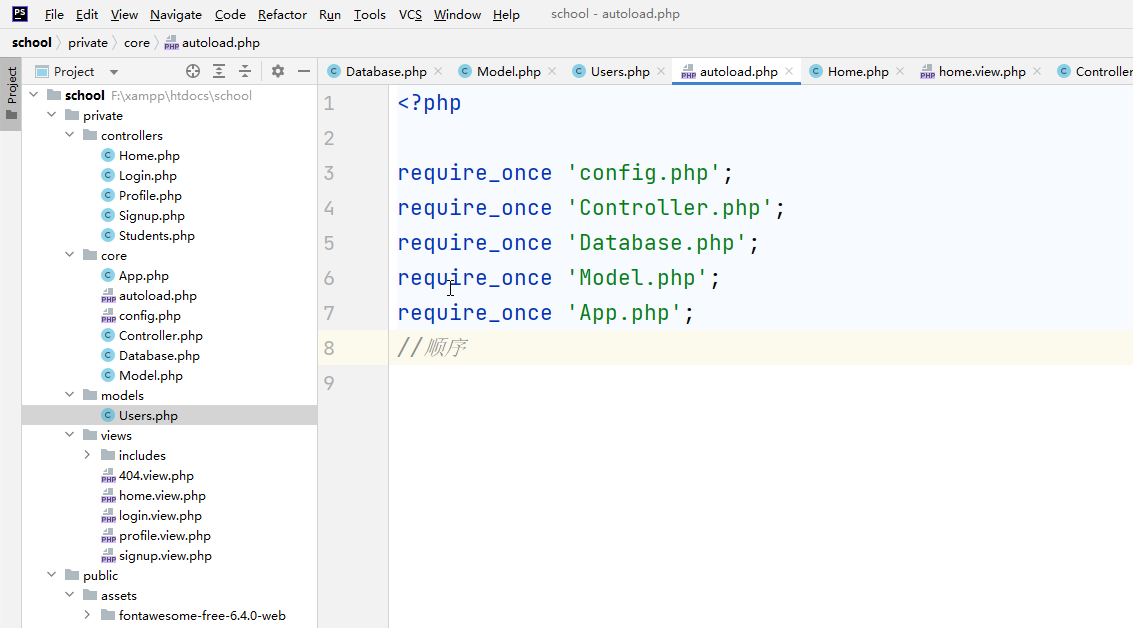 PS File Edit View Navigate Code Refactor Run Tools VCS Window Help school - autoload.php
school private core autoload.php
Project
Project
Database.php Model.php Users.php autoload.php Home.php home.view.php Controller
school F:\xampp\htdocs\school
private
controllers
Home.php
Login.php
Profile.php
Signup.php
Students.php
core
App.php
autoload.php
config.php
Controller.php
Database.php
Model.php
models
Users.php
views
includes
404.view.php
home.view.php
login.view.php
profile.view.php
signup.view.php
public
assets
fontawesome-free-6.4.0-web
1 <?php
2
3 require_once 'config.php';
4 require_once 'Controller.php';
5 require_once 'Database.php';
6 require_once 'Model.php';
7 require_once 'App.php';
8 //顺序
9